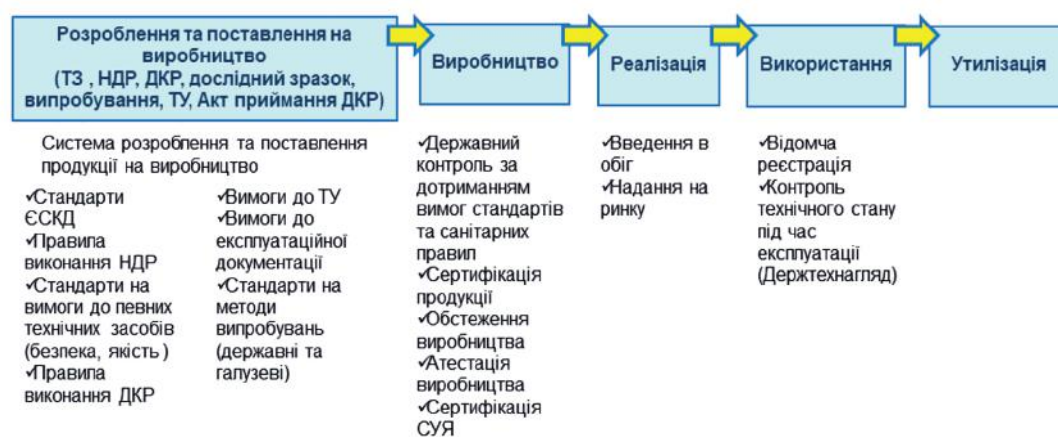 Розроблення та поставлення на
виробництво
(ТЗ , НДР, ДКР, дослідний зразок,
випробування, ТУ, Акт приймання ДКР)
Виробництво
Реалізація
Використання
Утилізація
Система розроблення та поставлення
продукції на виробництво
✓Стандарти
ЄСКД
✓Правила
виконання НДР
✓Стандарти на
вимоги до певних
технічних засобів
(безпека, якість )
✓Правила
виконання ДКР
✓Вимоги до ТУ
✓Вимоги до
експлуатаційної
документації
✓Стандарти на
методи
випробувань
(державні та
галузеві)
✓Державний
контроль за
дотриманням
вимог стандартів
та санітарних
правил
✓Сертифікація
продукції
✓Обстеження
виробництва
✓Атестація
виробництва
✓Сертифікація
СУЯ
✓Введення в
обіг
✓Надання на
ринку
✓Відомча
реєстрація
✓Контроль
технічного стану
під час
експлуатації
(Держтехнагляд)